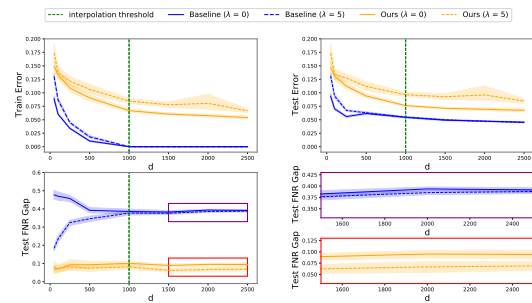 interpolation threshold Baseline (λ = 0) Baseline (λ = 5) Ours (λ = 0) Ours (λ = 5)
Train Error
0.200
0.175
0.150
0.125
0.100
0.075
0.050
0.025
0.000
0 500 1000 1500 2000 2500
d
Test Error
0.200
0.175
0.150
0.125
0.100
0.075
0.050
0.025
0.000
0 500 1000 1500 2000 2500
d
Test FNR Gap
0.6
0.5
0.4
0.3
0.2
0.1
0.0
0 500 1000 1500 2000 2500
d
Test FNR Gap
0.425
0.400
0.375
0.350
1600 1800 2000 2200 2400
d
Test FNR Gap
0.125
0.100
0.075
0.050
1600 1800 2000 2200 2400
d